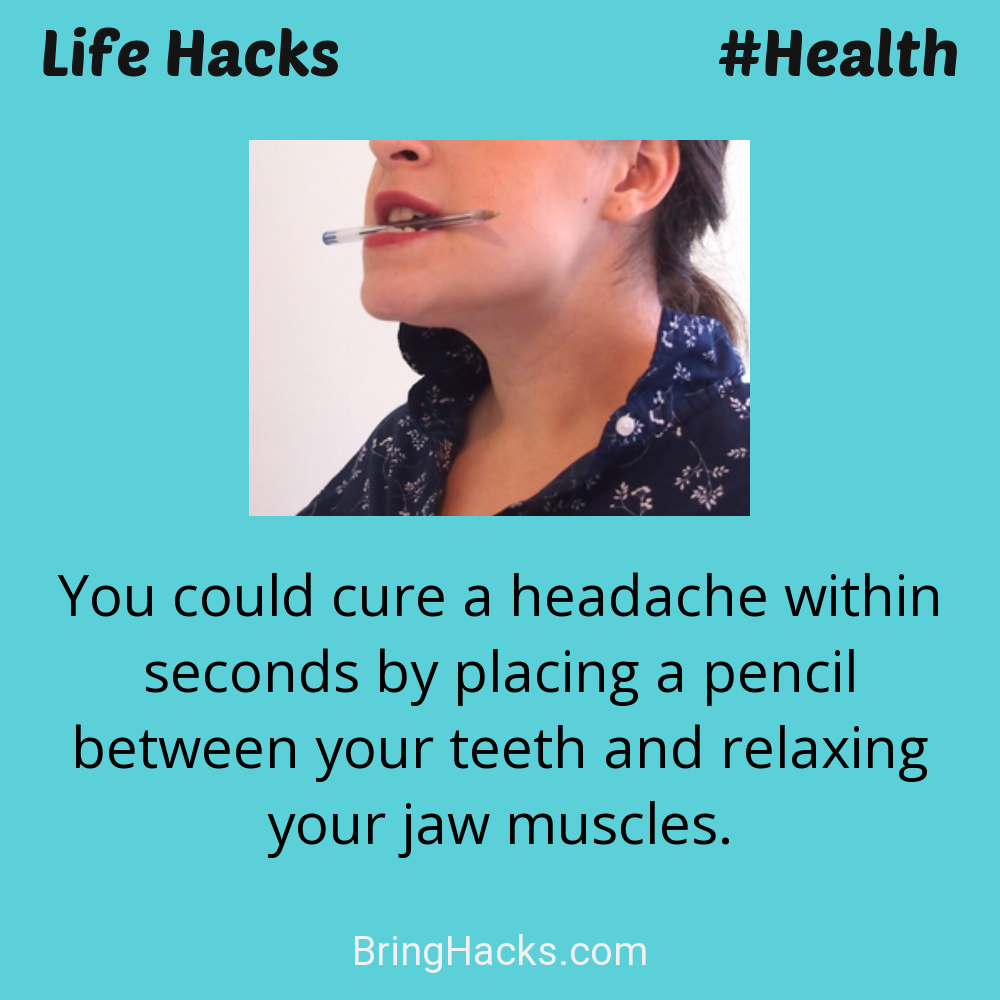 Life Hacks #Health
You could cure a headache within
seconds by placing a pencil
between your teeth and relaxing
your jaw muscles.
BringHacks.com